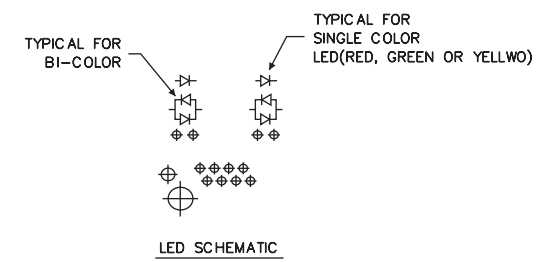 TYPICAL FOR
BI-COLOR
TYPICAL FOR
SINGLE COLOR
LED(RED, GREEN OR YELLWO)
LED SCHEMATIC